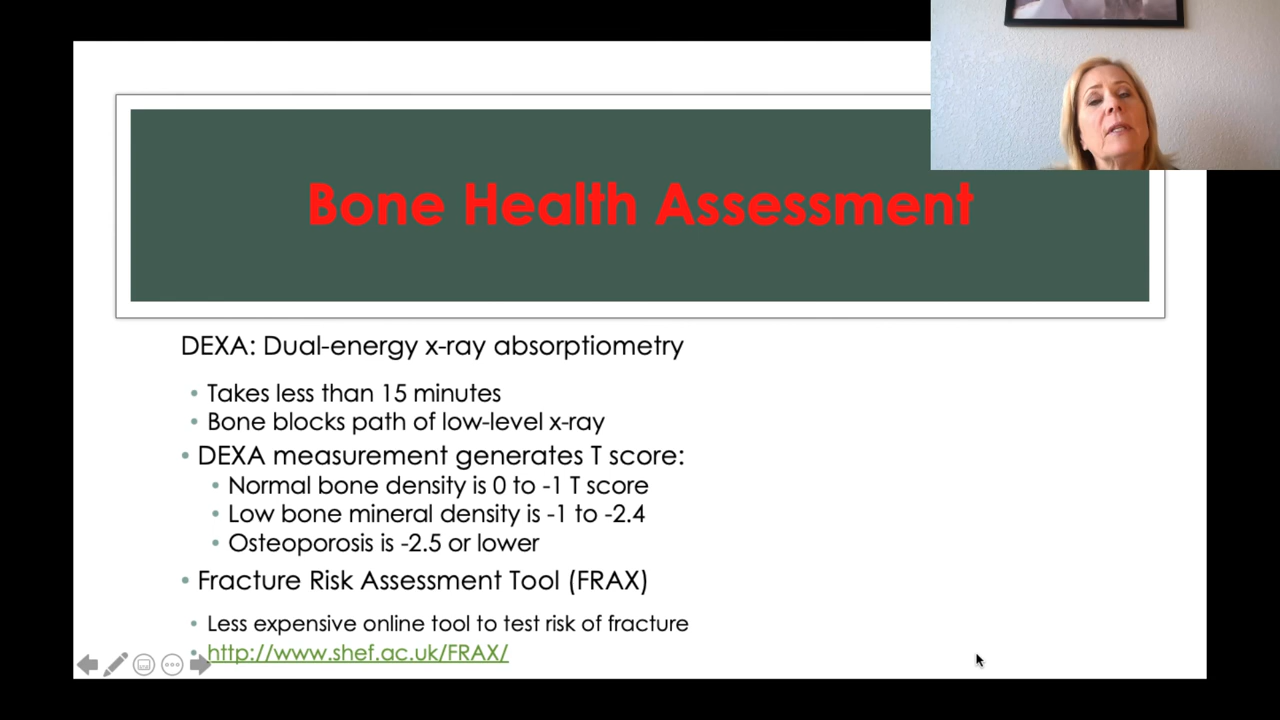 Bone Health Assessment
DEXA: Dual-energy x-ray absorptiometry
• Takes less than 15 minutes
• Bone blocks path of low-level x-ray
• DEXA measurement generates T score:
• Normal bone density is 0 to -1 T score
• Low bone mineral density is -1 to -2.4
• Osteoporosis is -2.5 or lower
• Fracture Risk Assessment Tool (FRAX)
• Less expensive online tool to test risk of fracture
• http://www.shef.ac.uk/FRAX/